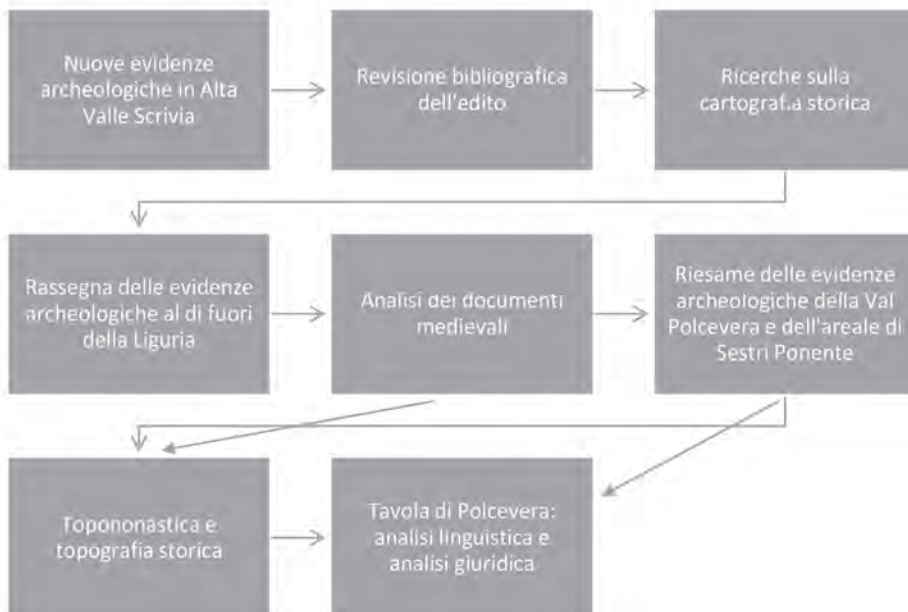 Nuove evidenze
archeologiche in Alta
Valle Scrivia
Revisione bibliografica
dell'edito
Ricerche sulla
cartografia storica
Rassegna delle evidenze
archeologiche al di fuori
della Liguria
Analisi dei documenti
medievali
Riesame delle evidenze
archeologiche della Val
Polcevera e dell'areale di
Sestri Ponente
Topononastica e
topografia storica
Tavola di Polcevera:
analisi linguistica e
analisi giuridica